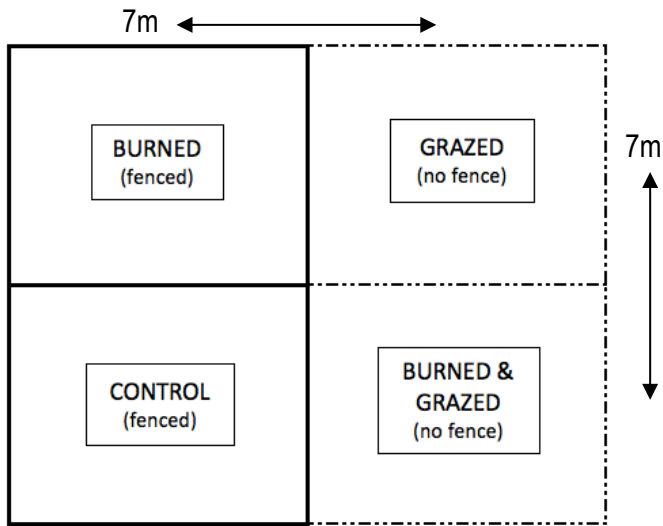 7m
BURNED
(fenced)
GRAZED
(no fence)
7m
CONTROL
(fenced)
BURNED &
GRAZED
(no fence)